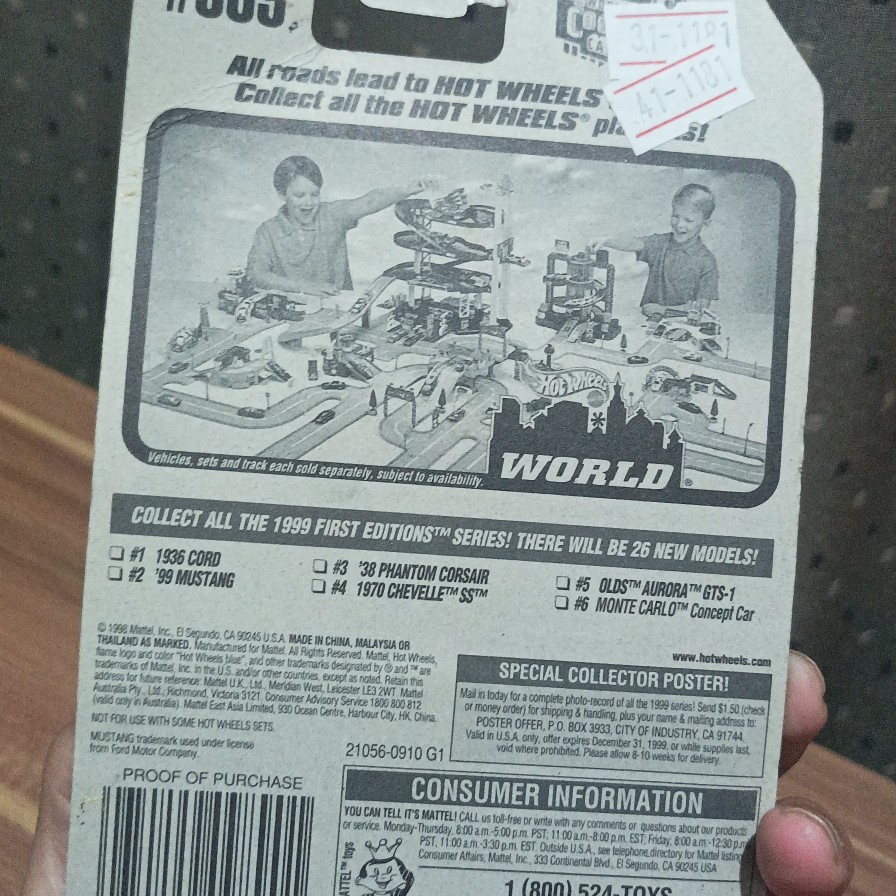 31-1181
41-1181
All roads lead to HOT WHEELS
Collect all the HOT WHEELS®
HOT WHEELS
WORLD®
Vehicles, sets and track each sold separately, subject to availability.
COLLECT ALL THE 1999 FIRST EDITIONS™ SERIES! THERE WILL BE 26 NEW MODELS!
#1 1936 CORD
#2 '99 MUSTANG
#3 '38 PHANTOM CORSAIR
#4 1970 CHEVELLE™ SS™
#5 OLDS™ AURORA™ GTS-1
#6 MONTE CARLO™ Concept Car
© 1998 Mattel, Inc., El Segundo, CA 90245 U.S.A. MADE IN CHINA, MALAYSIA OR
THAILAND AS MARKED. Manufactured for Mattel. All Rights Reserved. Mattel, Hot Wheels,
flame logo and color "Hot Wheels blue", and other trademarks designated by ® and ™ are
trademarks of Mattel, Inc. in the U.S. and/or other countries, except as noted. Retain this
address for future reference: Mattel U.K., Ltd., Meridian West, Leicester LE3 2WT. Mattel
Australia Pty., Ltd., Richmond, Victoria 3121. Consumer Advisory Service 1800 800 812
(valid only in Australia). Mattel East Asia Limited, 930 Ocean Centre, Harbour City, HK, China.
NOT FOR USE WITH SOME HOT WHEELS SETS.
MUSTANG trademark used under license
from Ford Motor Company.
21056-0910 G1
www.hotwheels.com
SPECIAL COLLECTOR POSTER!
Mail in today for a complete photo-record of all the 1999 series! Send $1.50 (check
or money order) for shipping & handling, plus your name & mailing address to:
POSTER OFFER, P.O. BOX 3933, CITY OF INDUSTRY, CA 91744.
Valid in U.S.A. only, offer expires December 31, 1999, or while supplies last,
void where prohibited. Please allow 8-10 weeks for delivery.
PROOF OF PURCHASE
CONSUMER INFORMATION
YOU CAN TELL IT'S MATTEL! CALL us toll-free or write with any comments or questions about our products
or service. Monday-Thursday, 8:00 a.m.-5:00 p.m. PST; 11:00 a.m.-8:00 p.m. EST; Friday: 8:00 a.m.-12:30 p.m
PST, 11:00 a.m.-3:30 p.m. EST. Outside U.S.A., see telephone directory for Mattel listing
Consumer Affairs, Mattel, Inc., 333 Continental Blvd., El Segundo, CA 90245 USA
MATTEL™ toys
1 (800) 524-TOYS